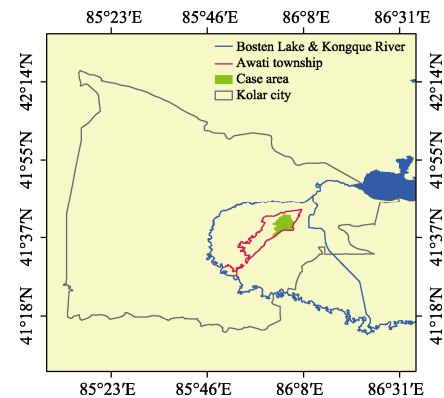 85°23′E 85°46′E 86°8′E 86°31′E
Bosten Lake & Kongque River
Awati township
Case area
Kolar city
42°14′N 42°14′N
41°55′N 41°55′N
41°37′N 41°37′N
41°18′N 41°18′N
85°23′E 85°46′E 86°8′E 86°31′E